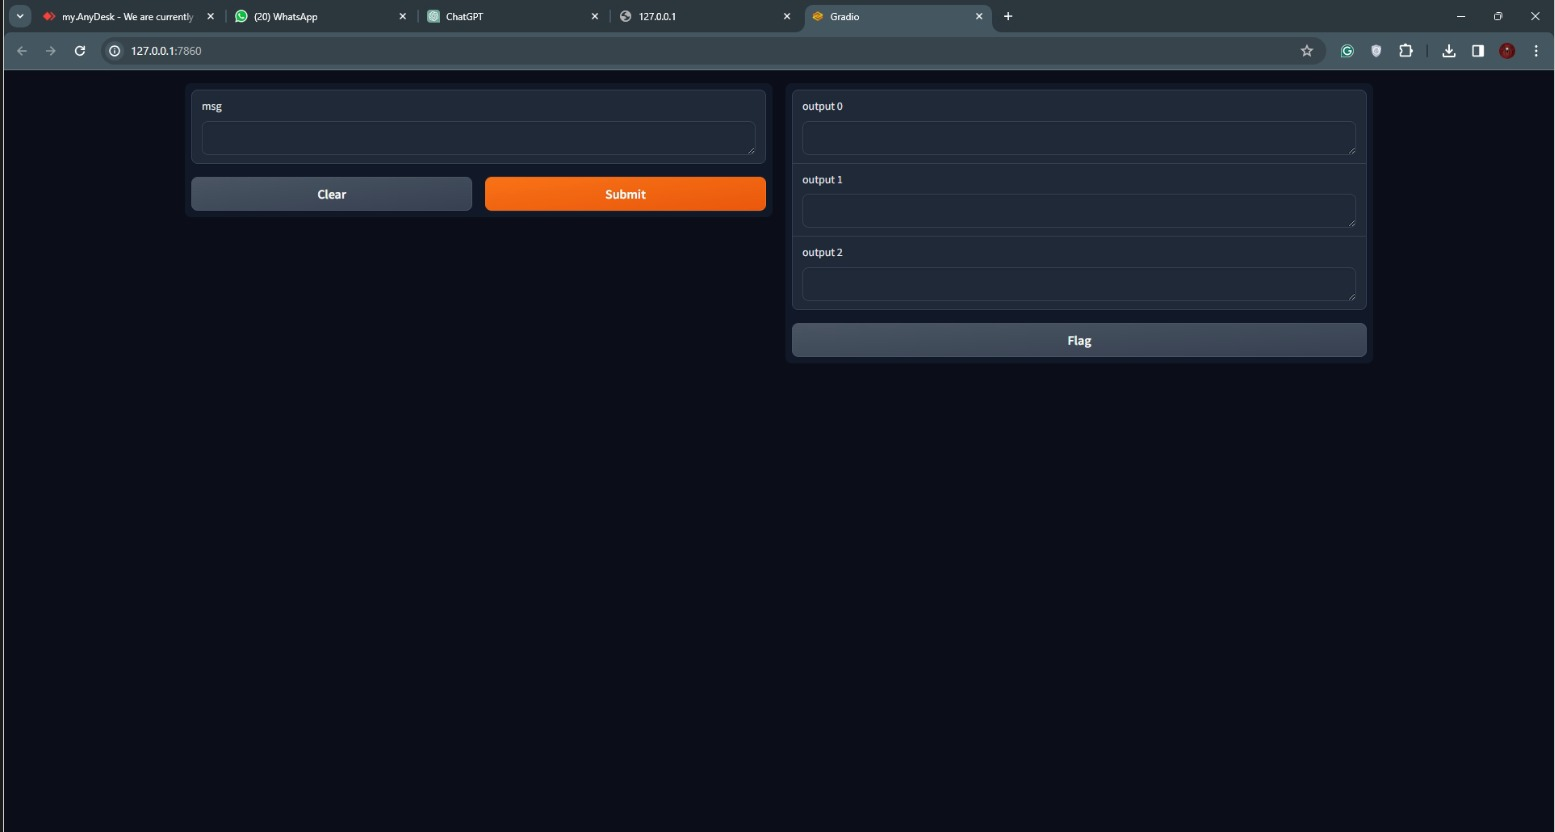 my.AnyDesk - We are currently
(20) WhatsApp
ChatGPT
127.0.0.1
Gradio
127.0.0.1:7860
msg
Clear
Submit
output 0
output 1
output 2
Flag